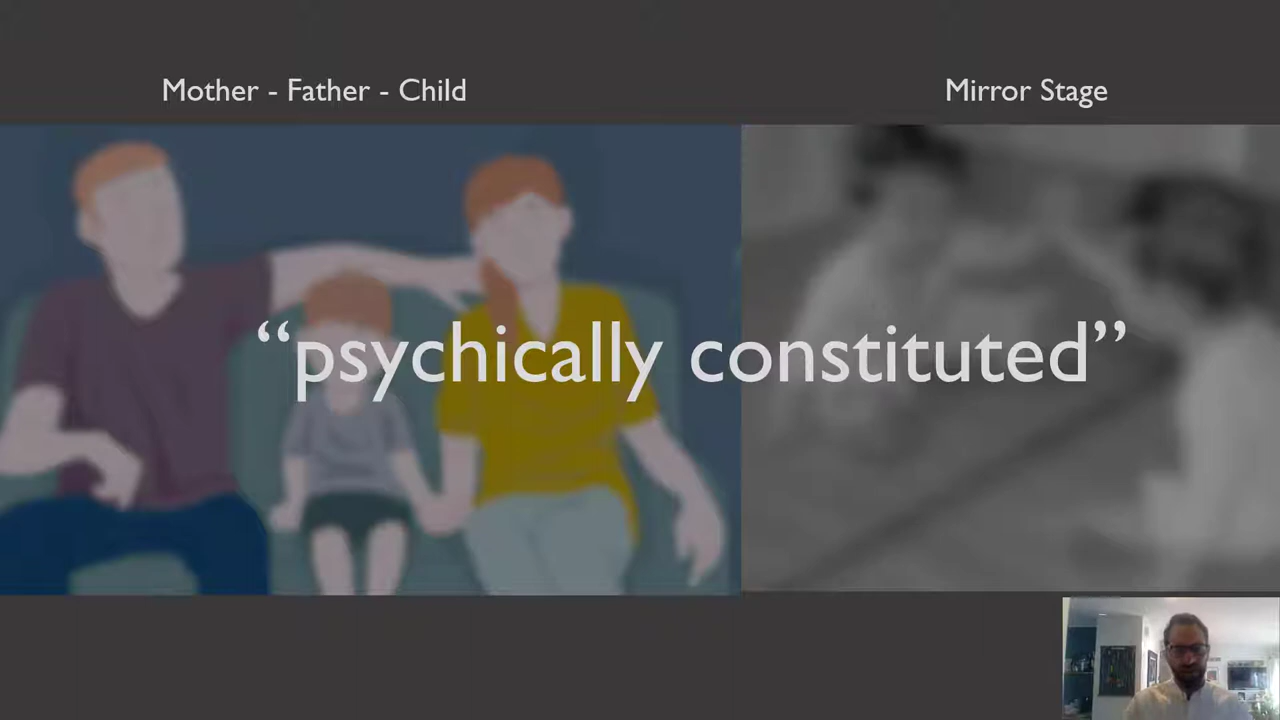 Mother - Father - Child
Mirror Stage
“psychically constituted”